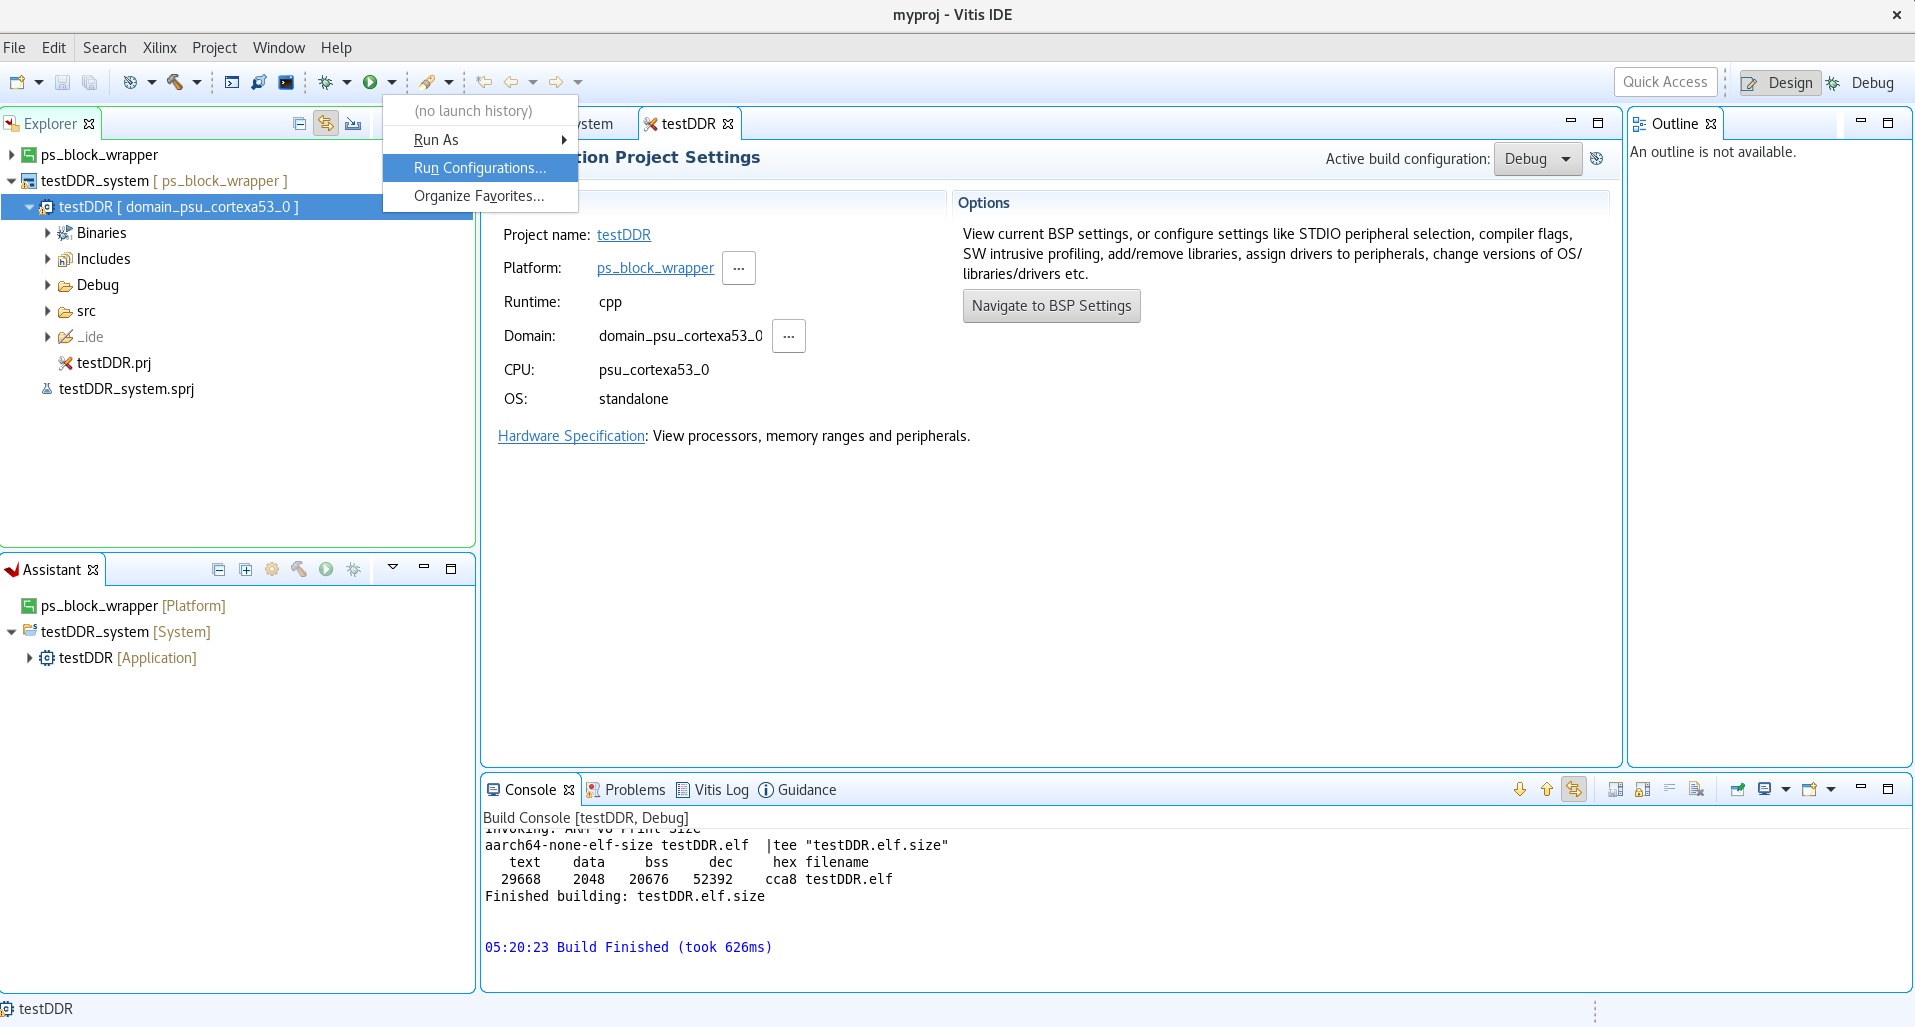 myproj - Vitis IDE
File Edit Search Xilinx Project Window Help
Quick Access
Design
Debug
(no launch history)
Run As
Run Configurations...
Organize Favorites...
Explorer
ps_block_wrapper
testDDR_system [ ps_block_wrapper ]
testDDR [ domain_psu_cortexa53_0 ]
Binaries
Includes
Debug
src
_ide
testDDR.prj
testDDR_system.sprj
Assistant
ps_block_wrapper [Platform]
testDDR_system [System]
testDDR [Application]
ystem
testDDR
tion Project Settings
Active build configuration: Debug
Project name: testDDR
Platform: ps_block_wrapper ...
Runtime: cpp
Domain: domain_psu_cortexa53_0 ...
CPU: psu_cortexa53_0
OS: standalone
Hardware Specification: View processors, memory ranges and peripherals.
Options
View current BSP settings, or configure settings like STDIO peripheral selection, compiler flags,
SW intrusive profiling, add/remove libraries, assign drivers to peripherals, change versions of OS/
libraries/drivers etc.
Navigate to BSP Settings
Outline
An outline is not available.
Console Problems Vitis Log Guidance
Build Console [testDDR, Debug]
Invoking: ARM v8 Print Size
aarch64-none-elf-size testDDR.elf |tee "testDDR.elf.size"
text data bss dec hex filename
29668 2048 20676 52392 cca8 testDDR.elf
Finished building: testDDR.elf.size
05:20:23 Build Finished (took 626ms)
testDDR